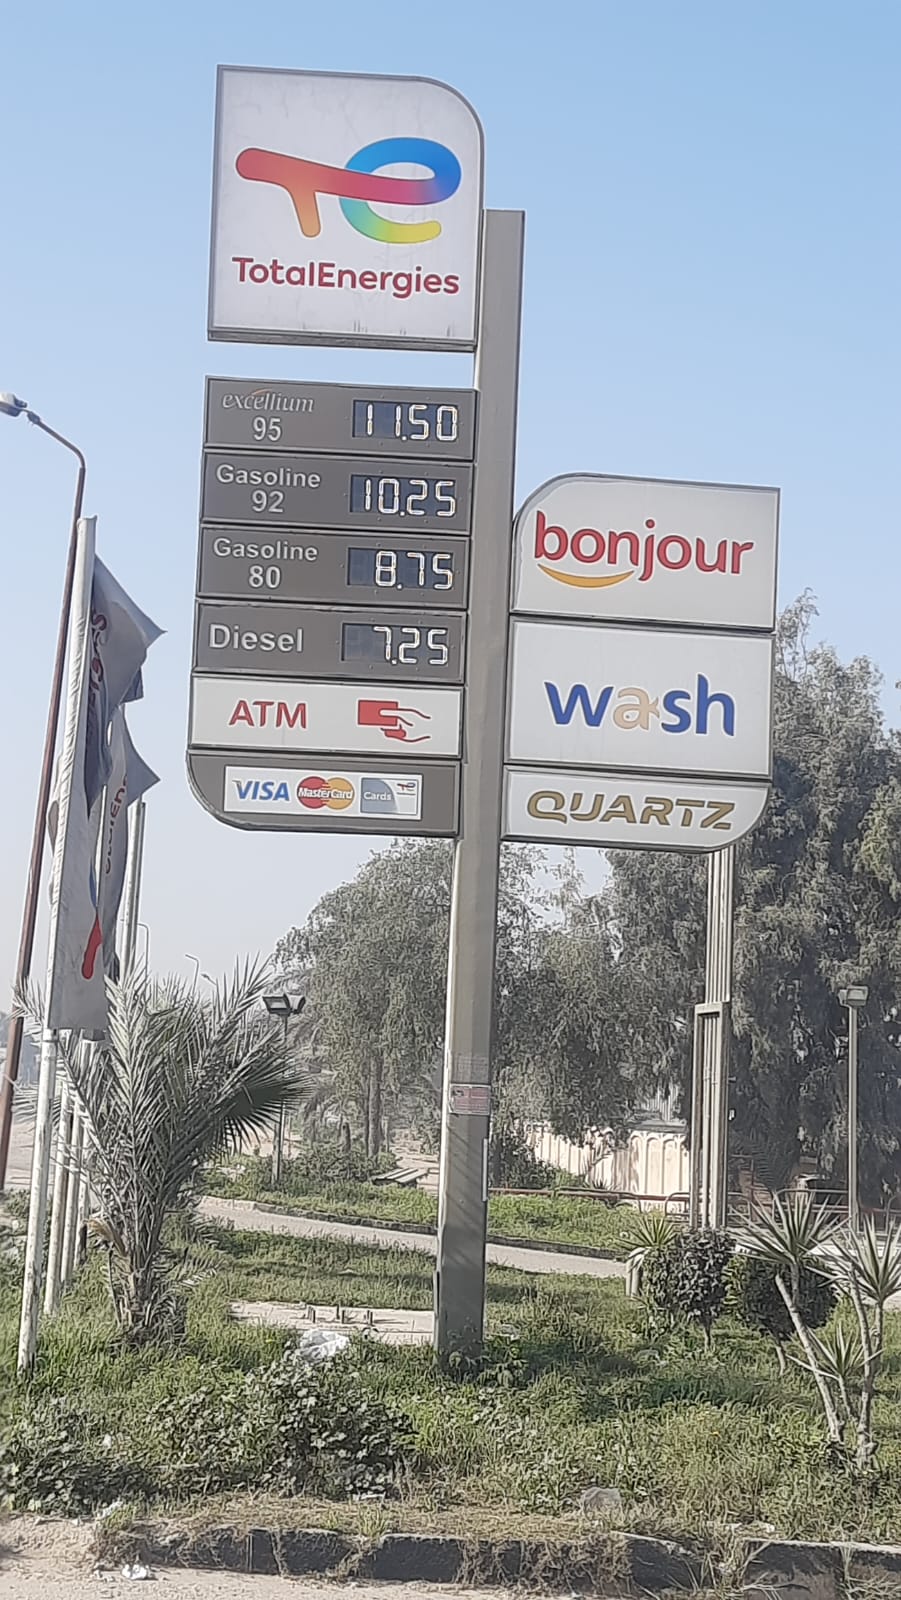 TotalEnergies
excellium
95
11.50
Gasoline
92
10.25
Gasoline
80
8.75
Diesel
7.25
ATM
VISA MasterCard Cards
bonjour
wash
QUARTZ